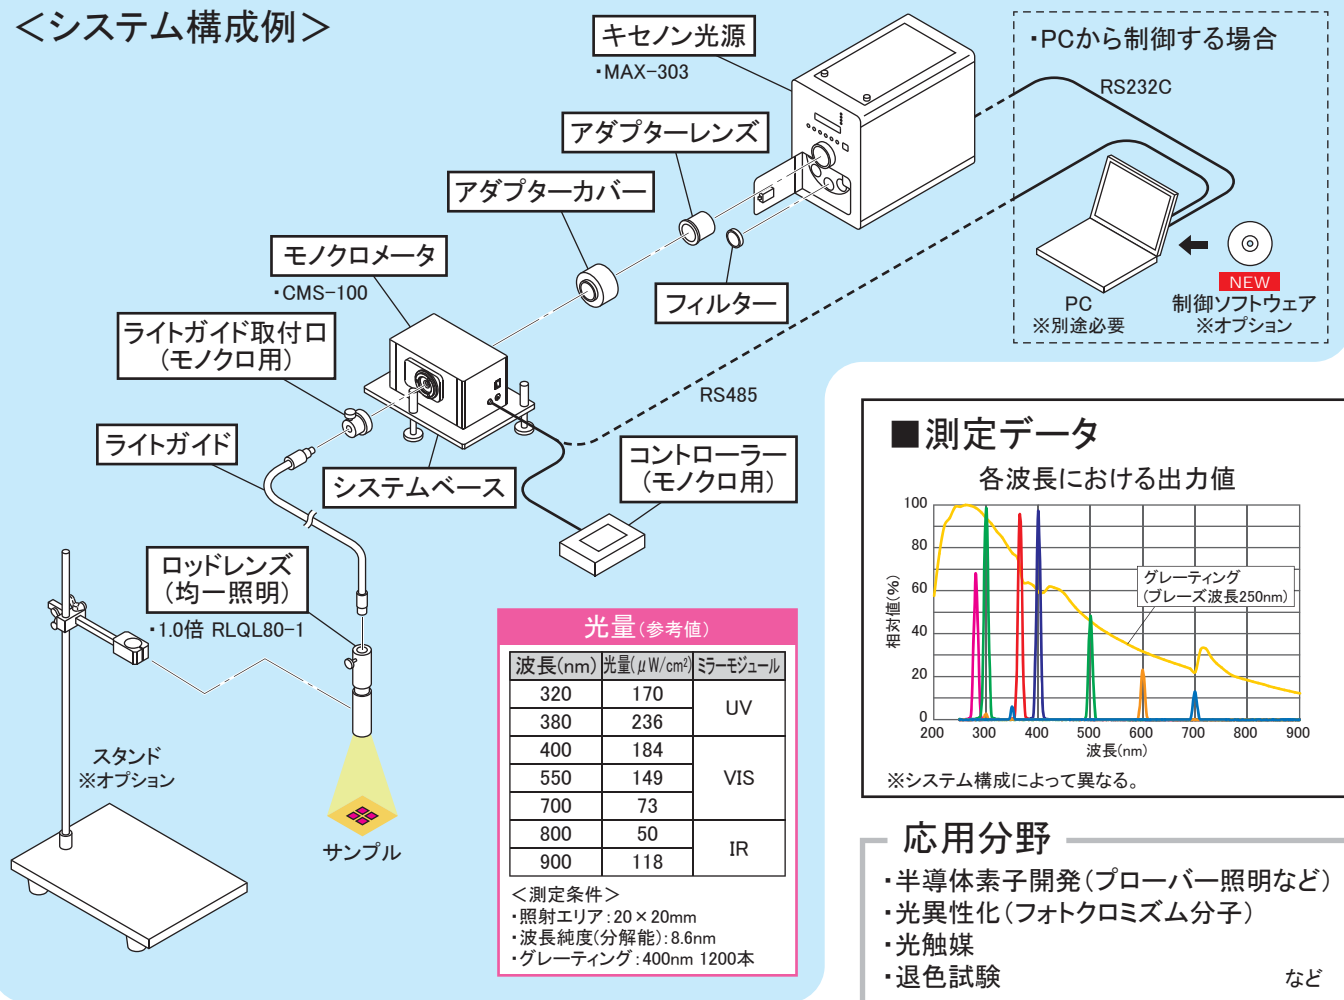 ＜システム構成例＞
キセノン光源
・MAX-303
アダプターレンズ
アダプターカバー
モノクロメータ
・CMS-100
フィルター
ライトガイド取付口
(モノクロ用)
ライトガイド
システムベース
コントローラー
(モノクロ用)
RS485
ロッドレンズ
(均一照明)
・1.0倍 RLQL80-1
スタンド
※オプション
サンプル
・PCから制御する場合
RS232C
PC
※別途必要
NEW
制御ソフトウェア
※オプション
光量(参考値)
波長(nm) 光量(μW/cm²) ミラーモジュール
320 170 UV
380 236
400 184 VIS
550 149
700 73
800 50 IR
900 118
＜測定条件＞
・照射エリア：20×20mm
・波長純度(分解能)：8.6nm
・グレーティング：400nm 1200本
■測定データ
各波長における出力値
相対値(%)
100
80
60
40
20
0
グレーティング
(ブレーズ波長250nm)
200 300 400 500 600 700 800 900
波長(nm)
※システム構成によって異なる。
応用分野
・半導体素子開発(プローバー照明など)
・光異性化(フォトクロミズム分子)
・光触媒
・退色試験 など